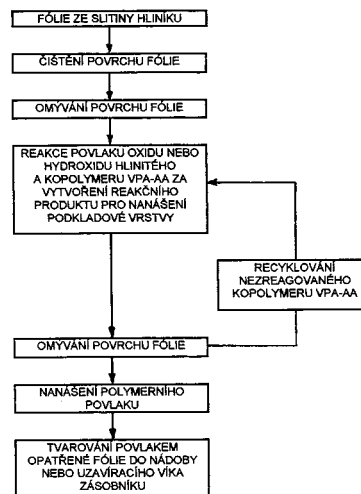 FÓLIE ZE SLITINY HLINÍKU
ČIŠTĚNÍ POVRCHU FÓLIE
OMÝVÁNÍ POVRCHU FÓLIE
REAKCE POVLAKU OXIDU NEBO
HYDROXIDU HLINITÉHO
A KOPOLYMERU VPA-AA ZA
VYTVOŘENÍ REAKČNÍHO
PRODUKTU PRO NANÁŠENÍ
PODKLADOVÉ VRSTVY
RECYKLOVÁNÍ
NEZREAGOVANÉHO
KOPOLYMERU VPA-AA
OMÝVÁNÍ POVRCHU FÓLIE
NANÁŠENÍ POLYMERNÍHO
POVLAKU
TVAROVÁNÍ POVLAKEM
OPATŘENÉ FÓLIE DO NÁDOBY
NEBO UZAVÍRACÍHO VÍKA
ZÁSOBNÍKU